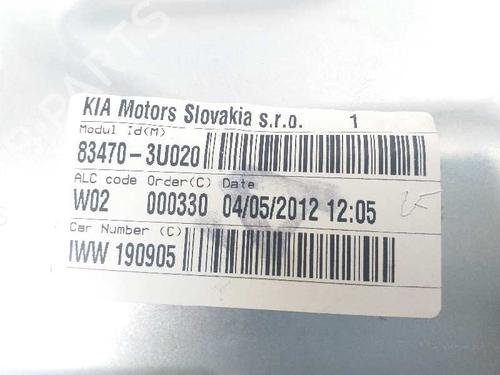 KIA Motors Slovakia s.r.o. 1
Modul Id(M)
83470-3U020
ALC code Order(C) Date
W02 000330 04/05/2012 12:05
Car Number (C)
IWW 190905